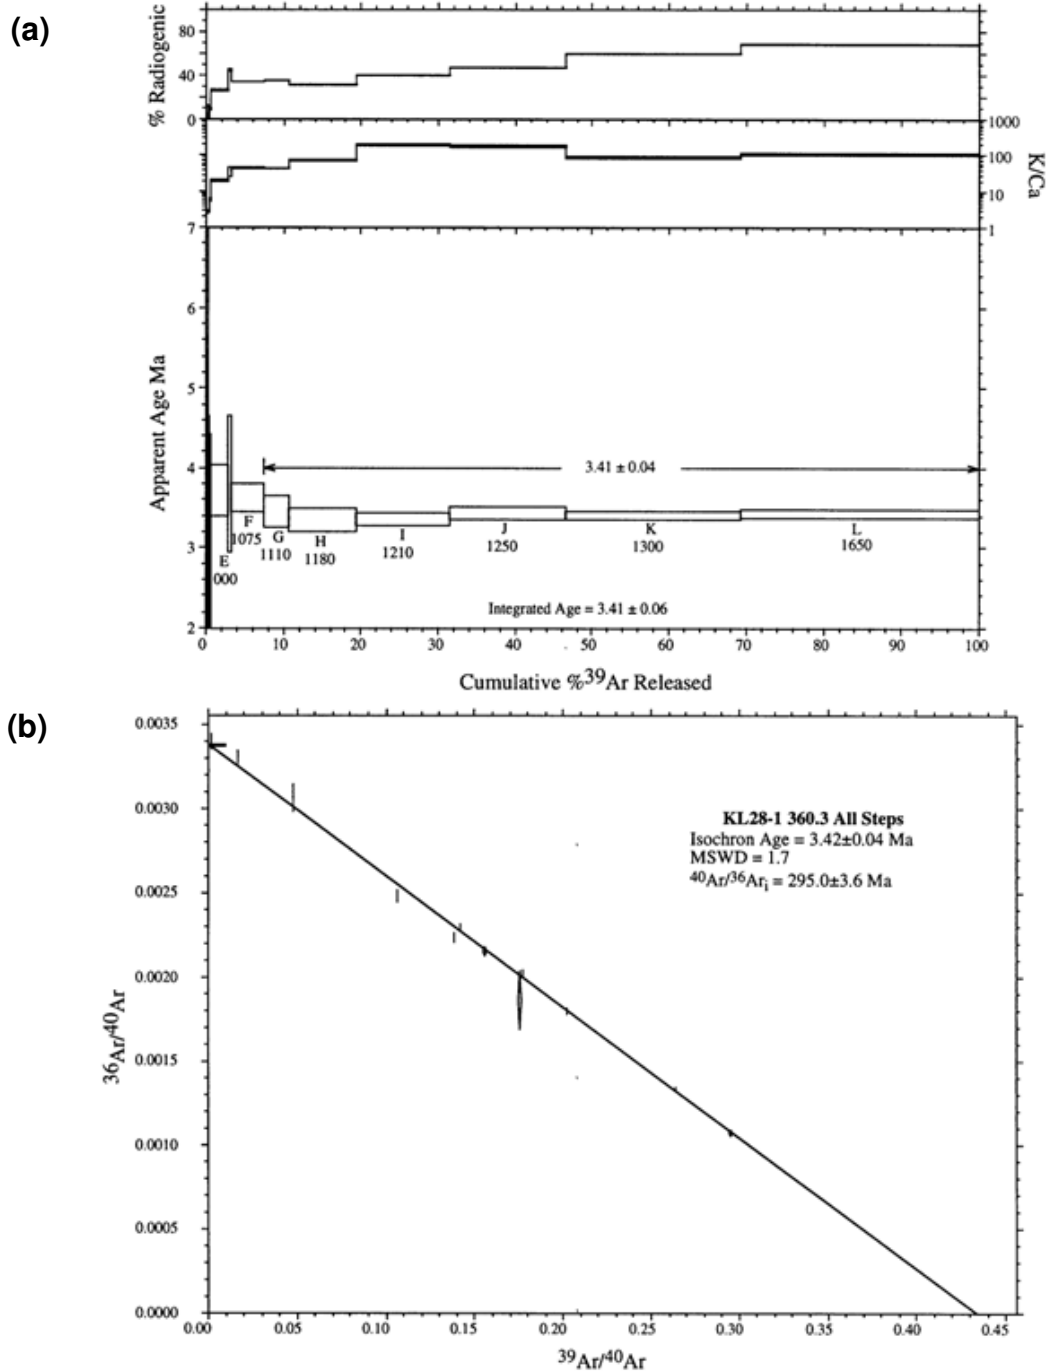 (a)
% Radiogenic
80
40
0
1000
100
10
1
K/Ca
7
6
5
4
3
2
Apparent Age Ma
3.41 ± 0.04
F
1075
G
1110
H
1180
I
1210
J
1250
K
1300
L
1650
E
000
Integrated Age = 3.41 ± 0.06
0 10 20 30 40 50 60 70 80 90 100
Cumulative %39Ar Released
(b)
0.0035
0.0030
0.0025
0.0020
0.0015
0.0010
0.0005
0.0000
36Ar/40Ar
KL28-1 360.3 All Steps
Isochron Age = 3.42±0.04 Ma
MSWD = 1.7
40Ar/36Ari = 295.0±3.6 Ma
0.00 0.05 0.10 0.15 0.20 0.25 0.30 0.35 0.40 0.45
39Ar/40Ar